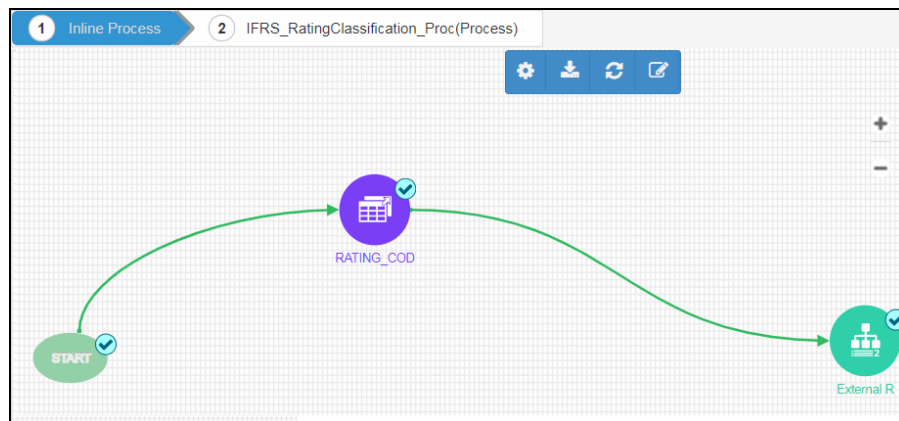 1 Inline Process 2 IFRS_RatingClassification_Proc(Process)
RATING_COD
START
2
External R